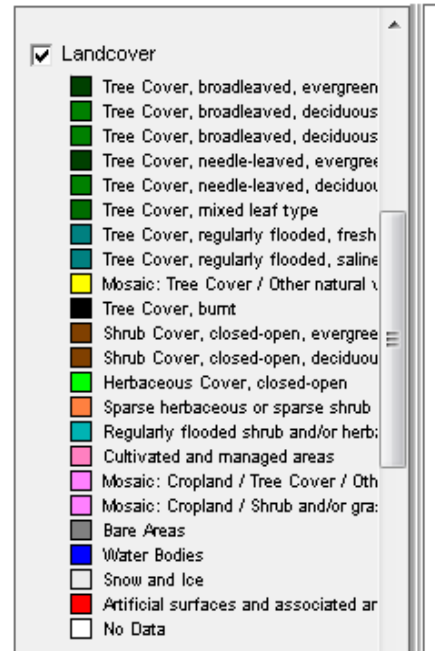 Landcover
Tree Cover, broadleaved, evergreen
Tree Cover, broadleaved, deciduous
Tree Cover, broadleaved, deciduous
Tree Cover, needle-leaved, evergree
Tree Cover, needle-leaved, deciduou
Tree Cover, mixed leaf type
Tree Cover, regularly flooded, fresh
Tree Cover, regularly flooded, saline
Mosaic: Tree Cover / Other natural
Tree Cover, burnt
Shrub Cover, closed-open, evergree
Shrub Cover, closed-open, deciduou
Herbaceous Cover, closed-open
Sparse herbaceous or sparse shrub
Regularly flooded shrub and/or herb
Cultivated and managed areas
Mosaic: Cropland / Tree Cover / Oth
Mosaic: Cropland / Shrub and/or gra
Bare Areas
Water Bodies
Snow and Ice
Artificial surfaces and associated ar
No Data